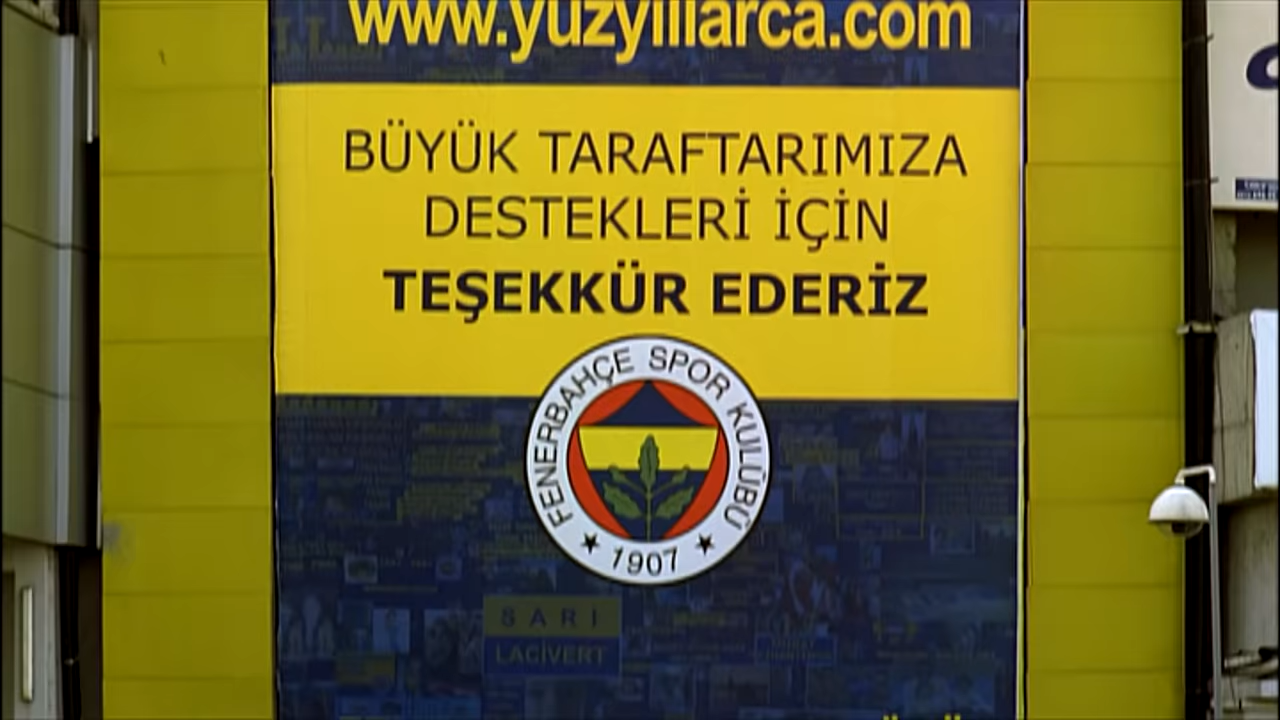 www.yuzyillarca.com
BÜYÜK TARAFTARIMIZA
DESTEKLERİ İÇİN
TEŞEKKÜR EDERİZ
FENERBAHÇE SPOR KULÜBÜ
★ 1907 ★
SARI
LACİVERT